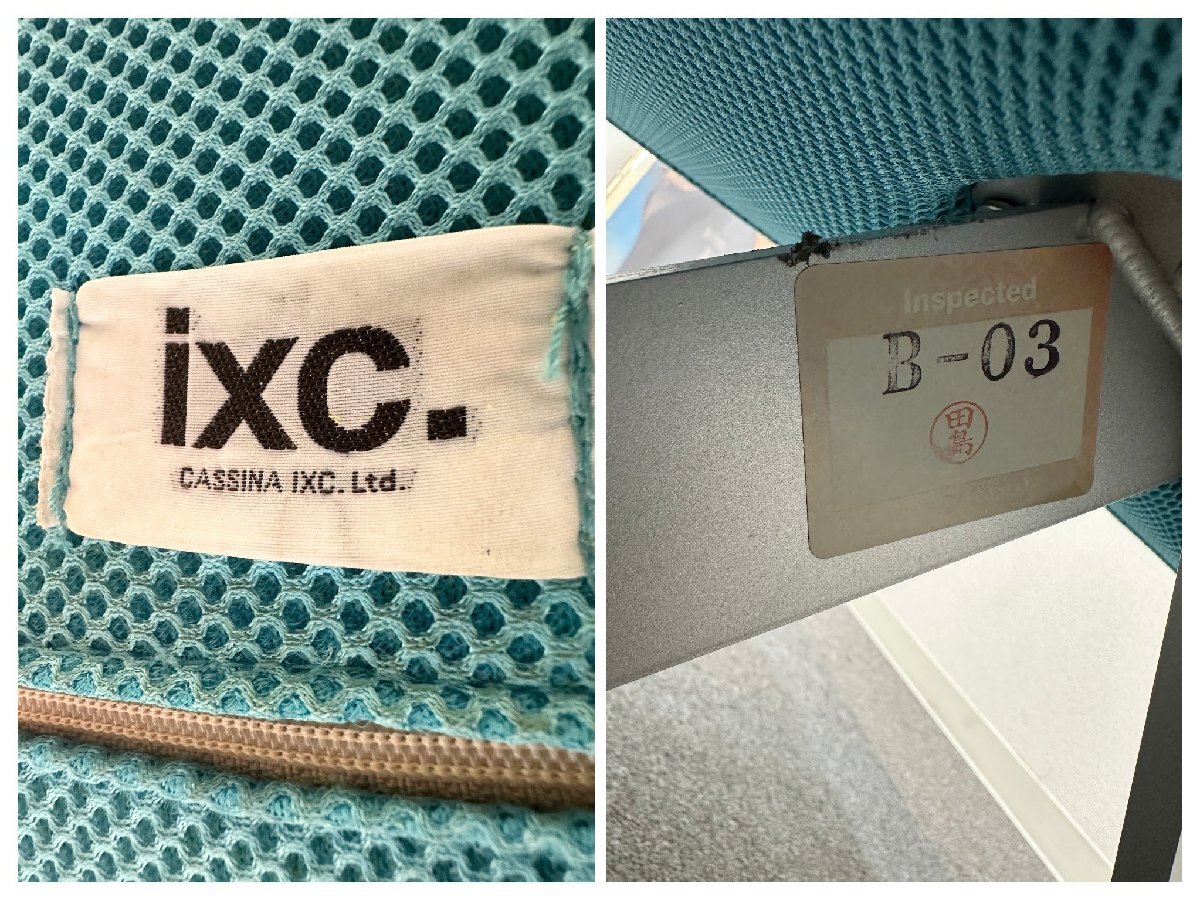 ixc.
CASSINA IXC. Ltd.
Inspected
B-03
田
島